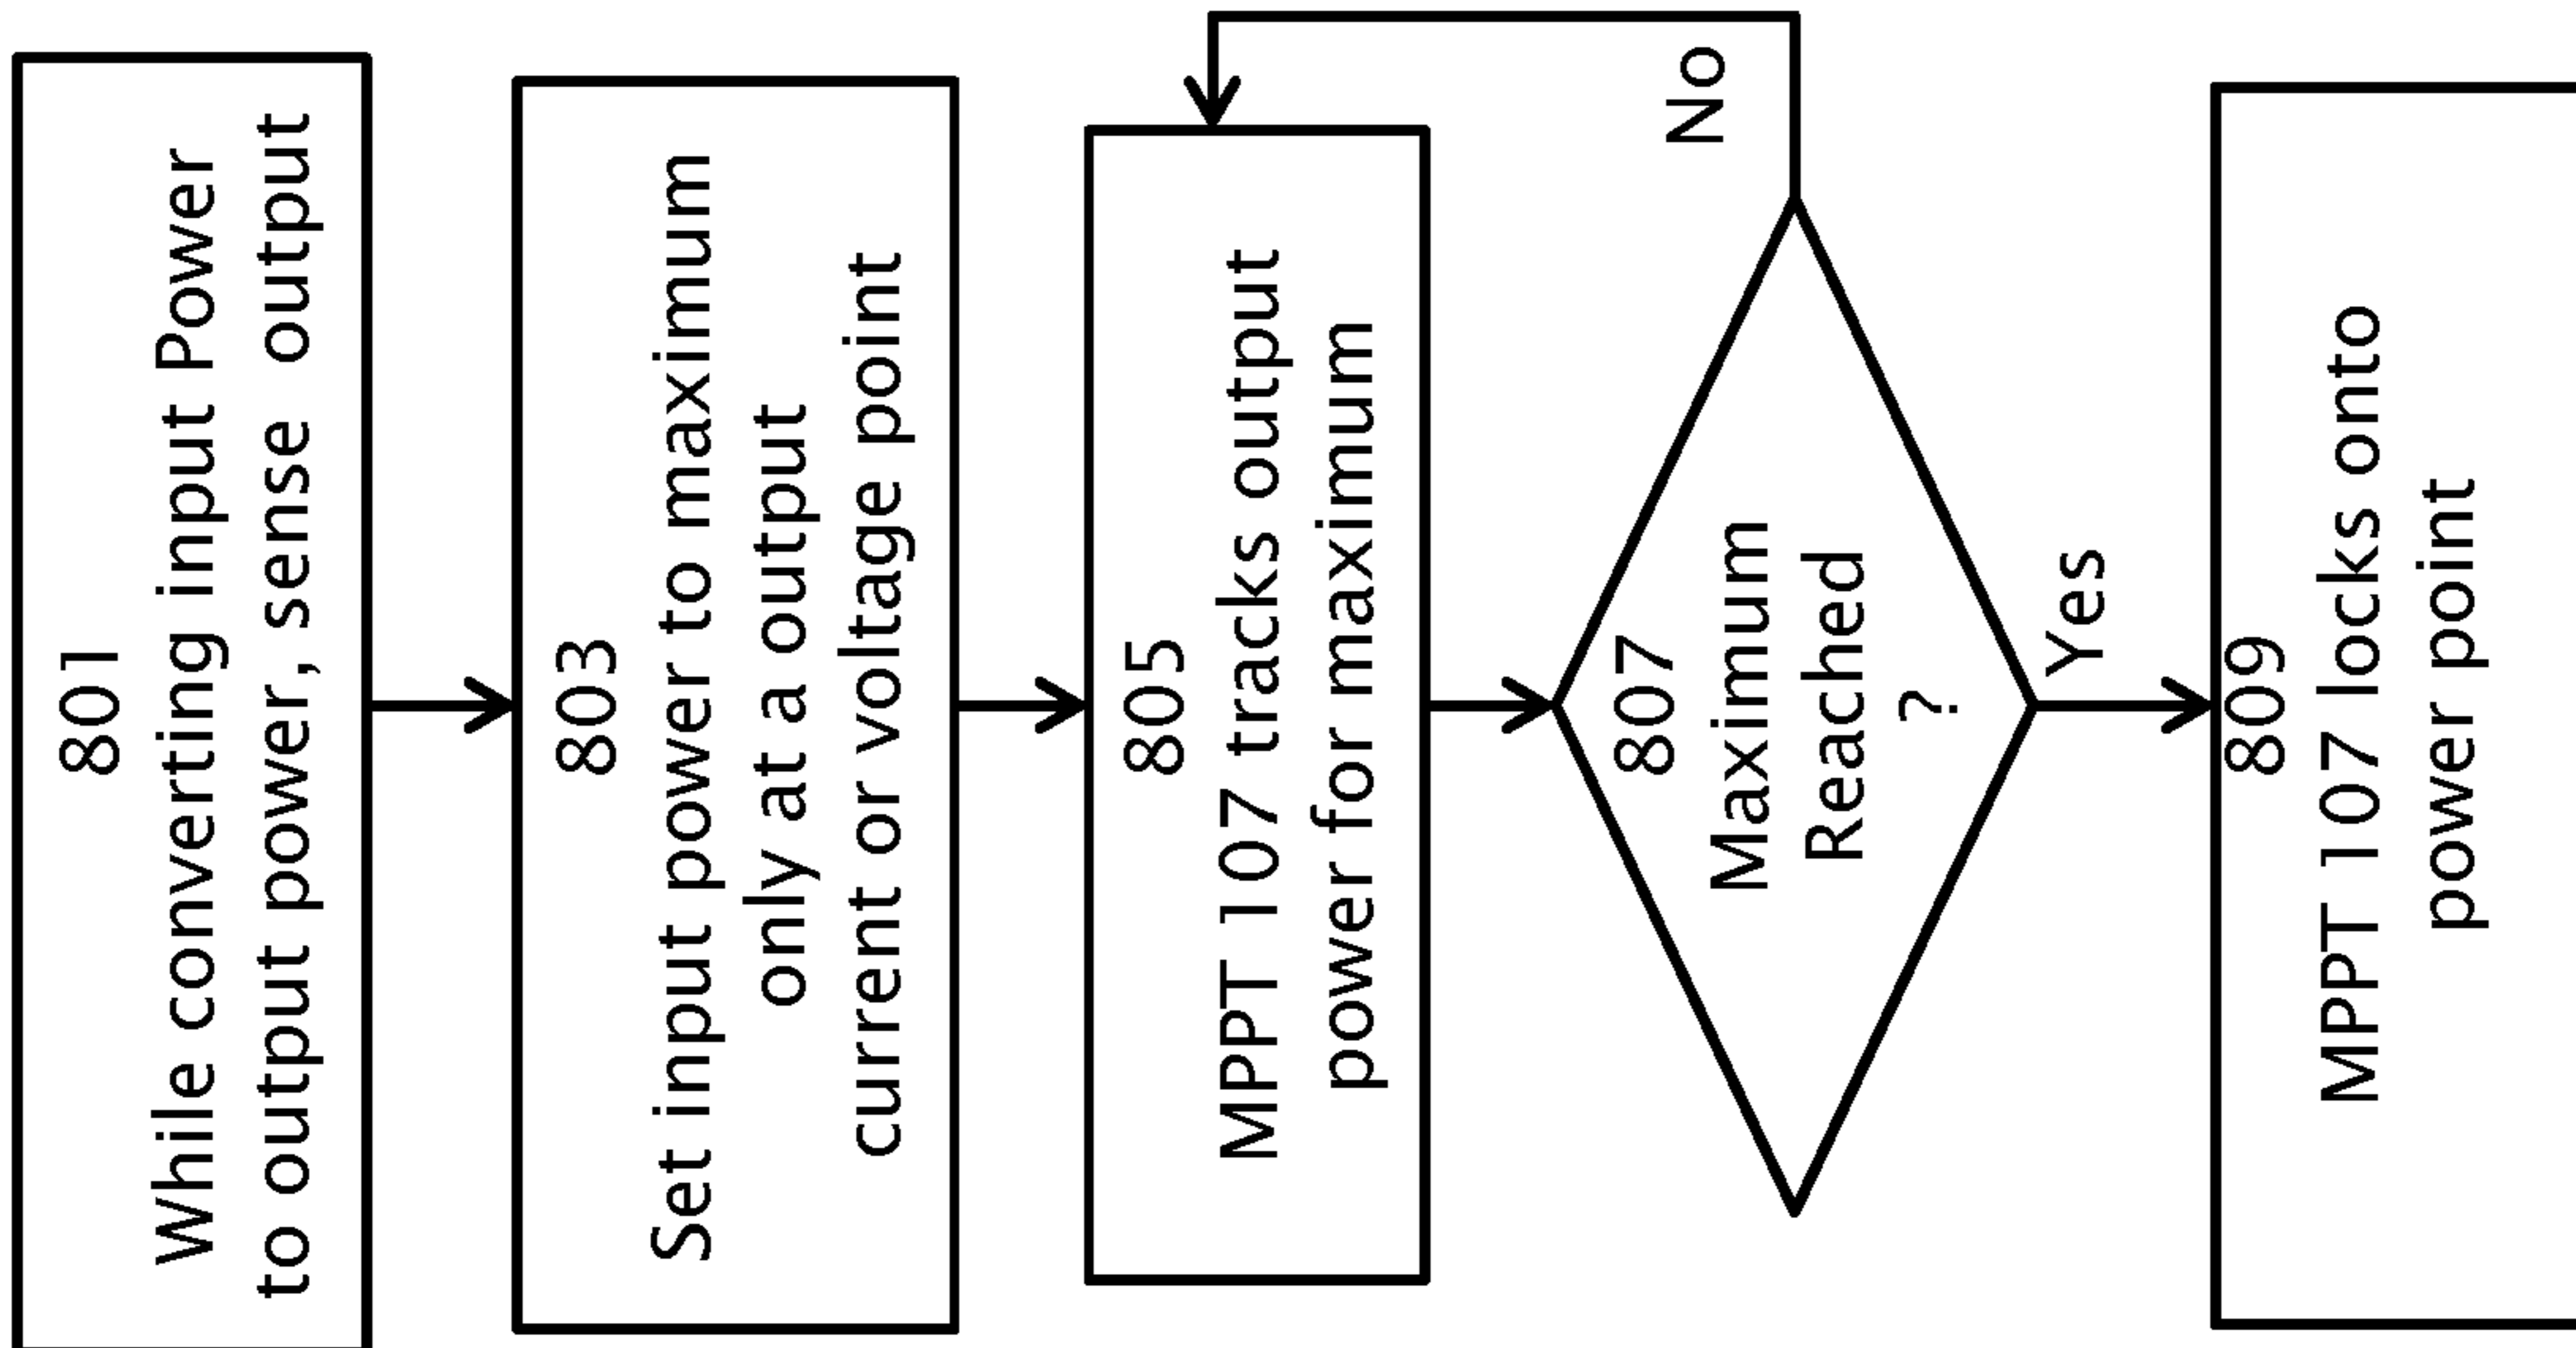 801
While converting input Power
to output power, sense output
803
Set input power to maximum
only at a output
current or voltage point
805
MPPT 107 tracks output
power for maximum
807
Maximum
Reached
?
No
Yes
809
MPPT 107 locks onto
power point